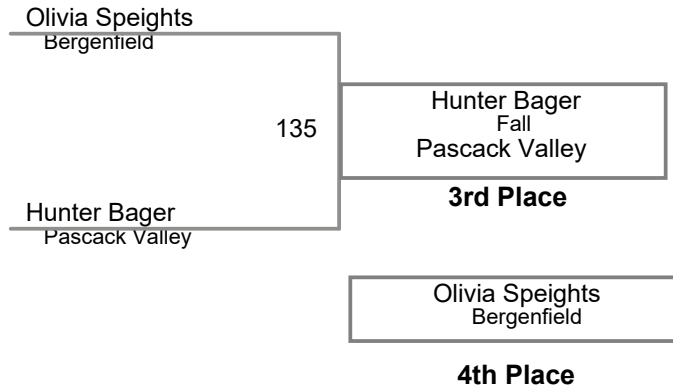 Olivia Speights
Bergenfield
135
Hunter Bager
Fall
Pascack Valley
3rd Place
Hunter Bager
Pascack Valley
Olivia Speights
Bergenfield
4th Place